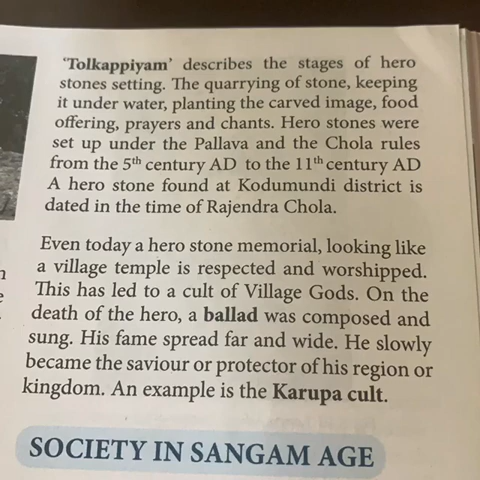 'Tolkappiyam' describes the stages of hero
stones setting. The quarrying of stone, keeping
it under water, planting the carved image, food
offering, prayers and chants. Hero stones were
set up under the Pallava and the Chola rules
from the 5th century AD to the 11th century AD
A hero stone found at Kodumundi district is
dated in the time of Rajendra Chola.
Even today a hero stone memorial, looking like
a village temple is respected and worshipped.
This has led to a cult of Village Gods. On the
death of the hero, a ballad was composed and
sung. His fame spread far and wide. He slowly
became the saviour or protector of his region or
kingdom. An example is the Karupa cult.
SOCIETY IN SANGAM AGE